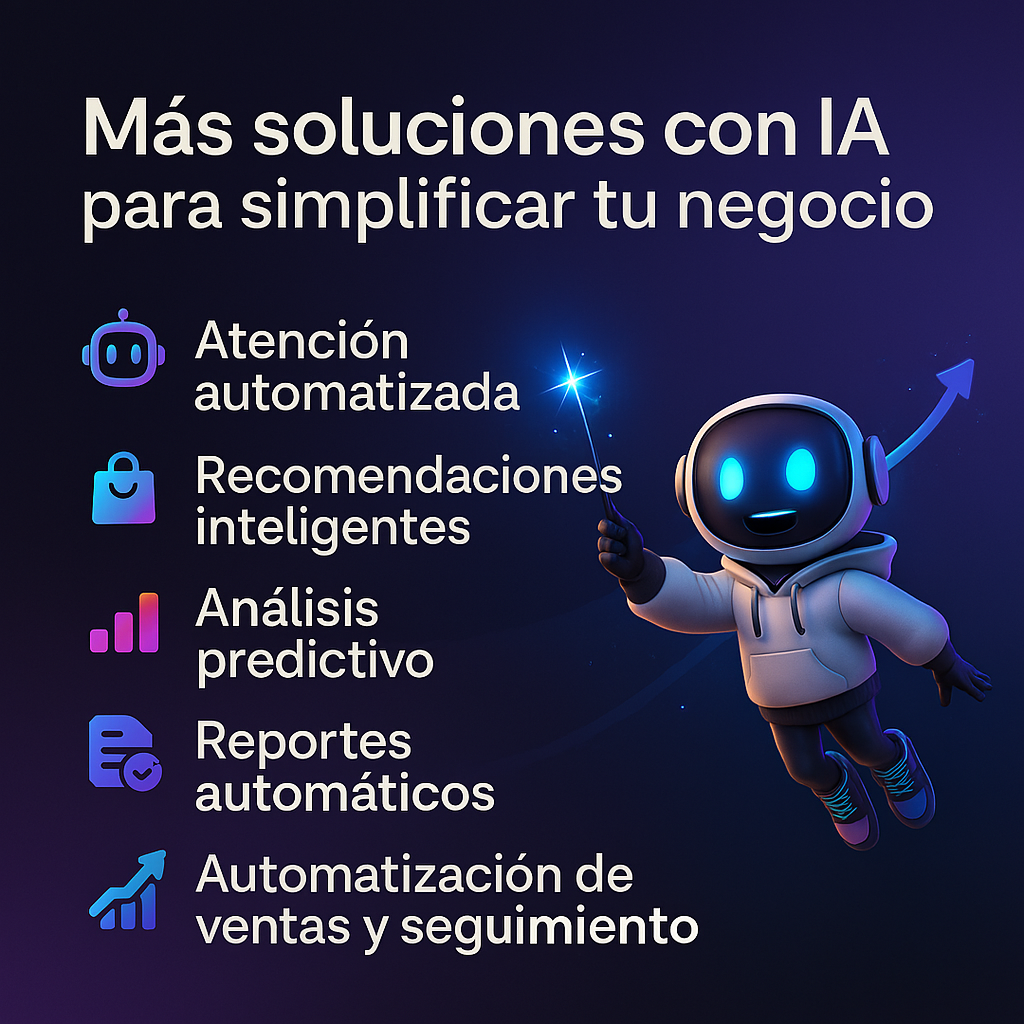 Más soluciones con IA
para simplificar tu negocio
Atención
automatizada
Recomendaciones
inteligentes
Análisis
predictivo
Reportes
automáticos
Automatización de
ventas y seguimiento